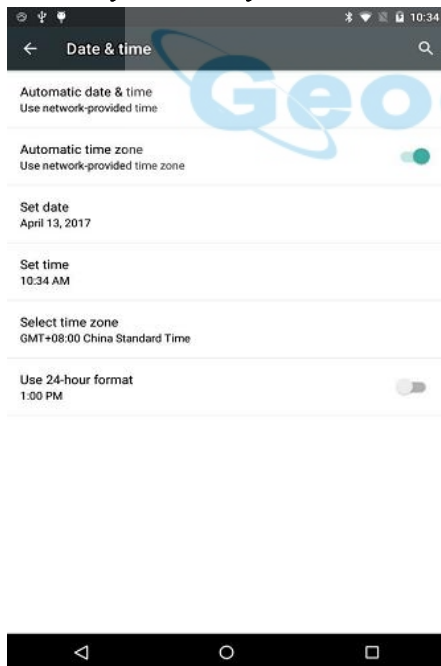 10:34
Date & time
Geo
Automatic date & time
Use network-provided time
Automatic time zone
Use network-provided time zone
Set date
April 13, 2017
Set time
10:34 AM
Select time zone
GMT+08:00 China Standard Time
Use 24-hour format
1:00 PM